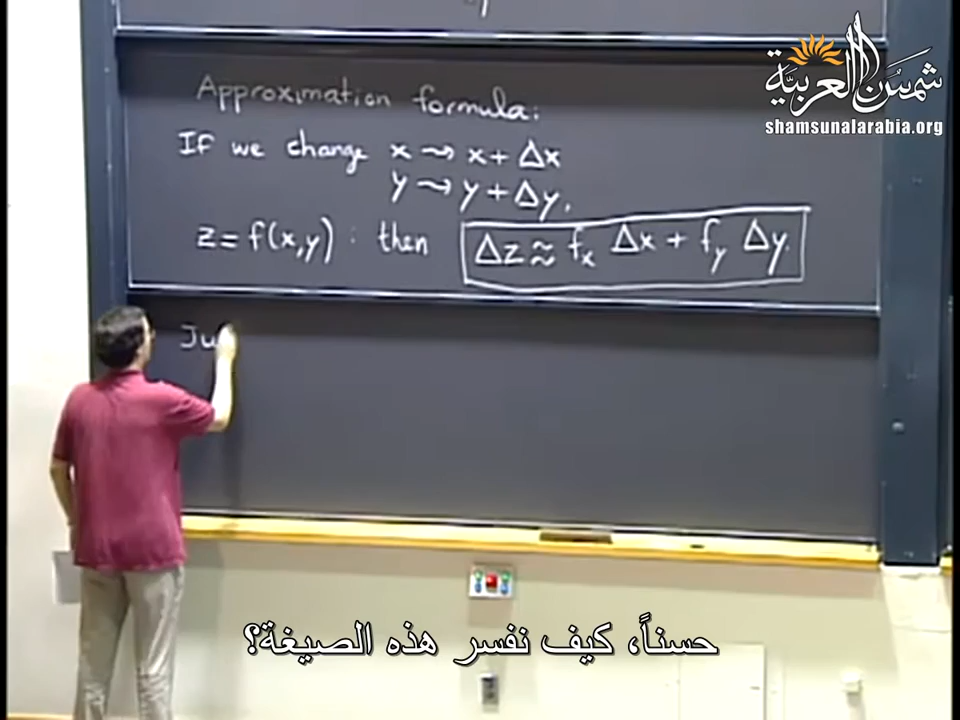 شمس العربية
shamsunalarabia.org
Approximation formula:
If we change x ⇝ x + Δx
y ⇝ y + Δy.
z = f(x,y) : then Δz ≈ fₓ Δx + f_y Δy.
Ju
حسناً، كيف نفسر هذه الصيغة؟